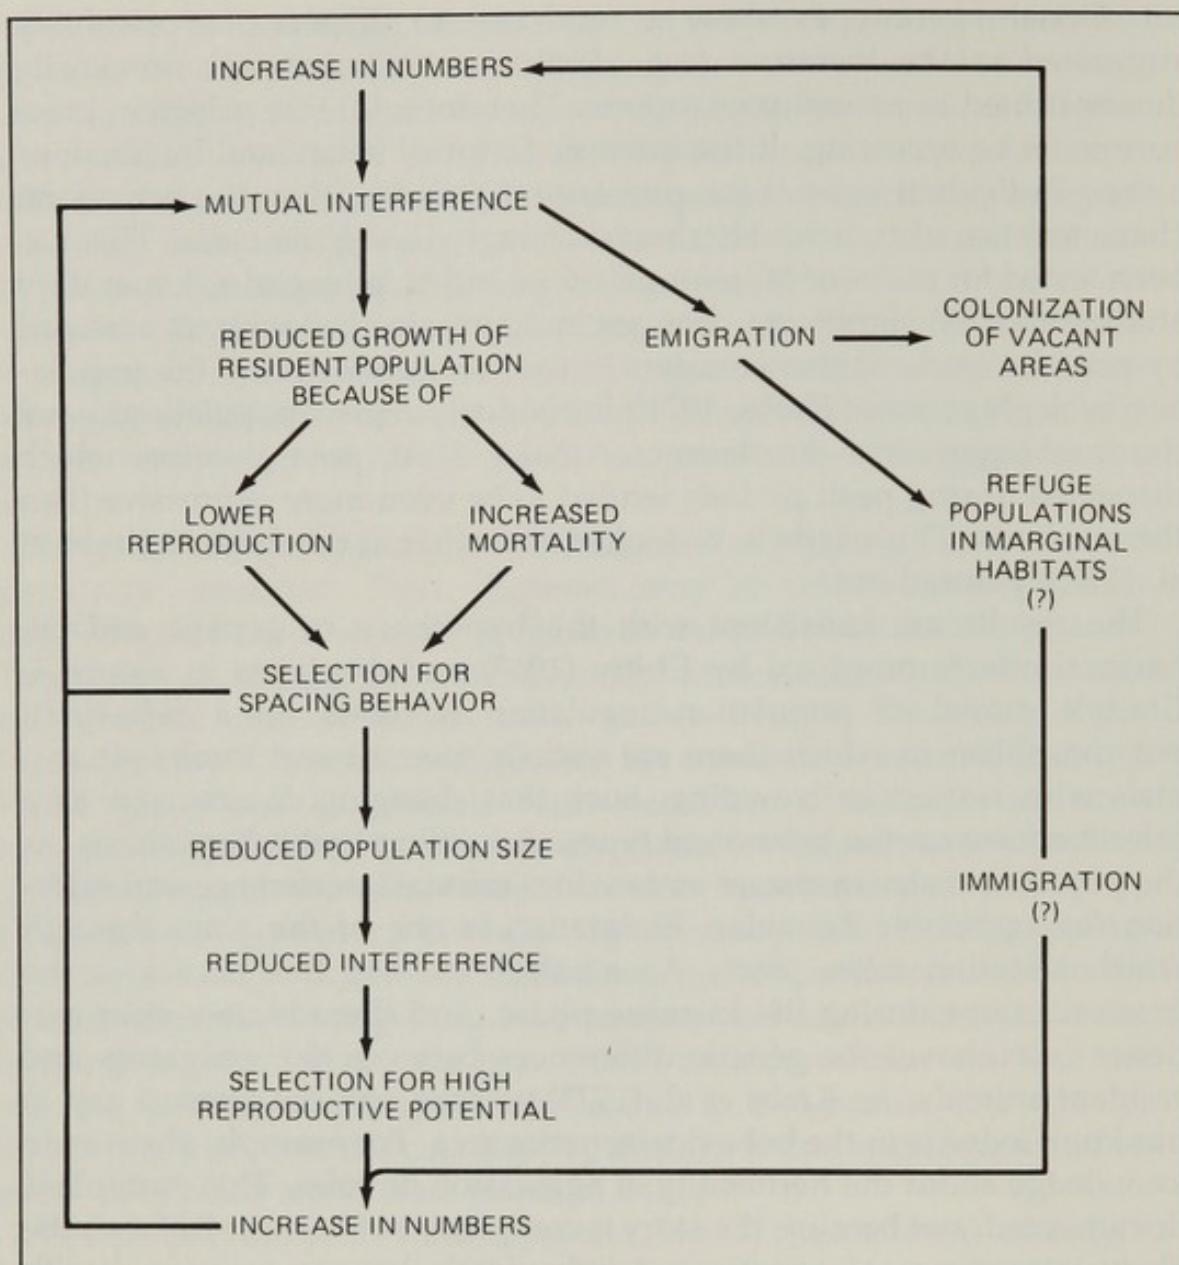 INCREASE IN NUMBERS
MUTUAL INTERFERENCE
REDUCED GROWTH OF
RESIDENT POPULATION
BECAUSE OF
EMIGRATION
COLONIZATION
OF VACANT
AREAS
LOWER
REPRODUCTION
INCREASED
MORTALITY
REFUGE
POPULATIONS
IN MARGINAL
HABITATS
(?)
SELECTION FOR
SPACING BEHAVIOR
REDUCED POPULATION SIZE
IMMIGRATION
(?)
REDUCED INTERFERENCE
SELECTION FOR HIGH
REPRODUCTIVE POTENTIAL
INCREASE IN NUMBERS